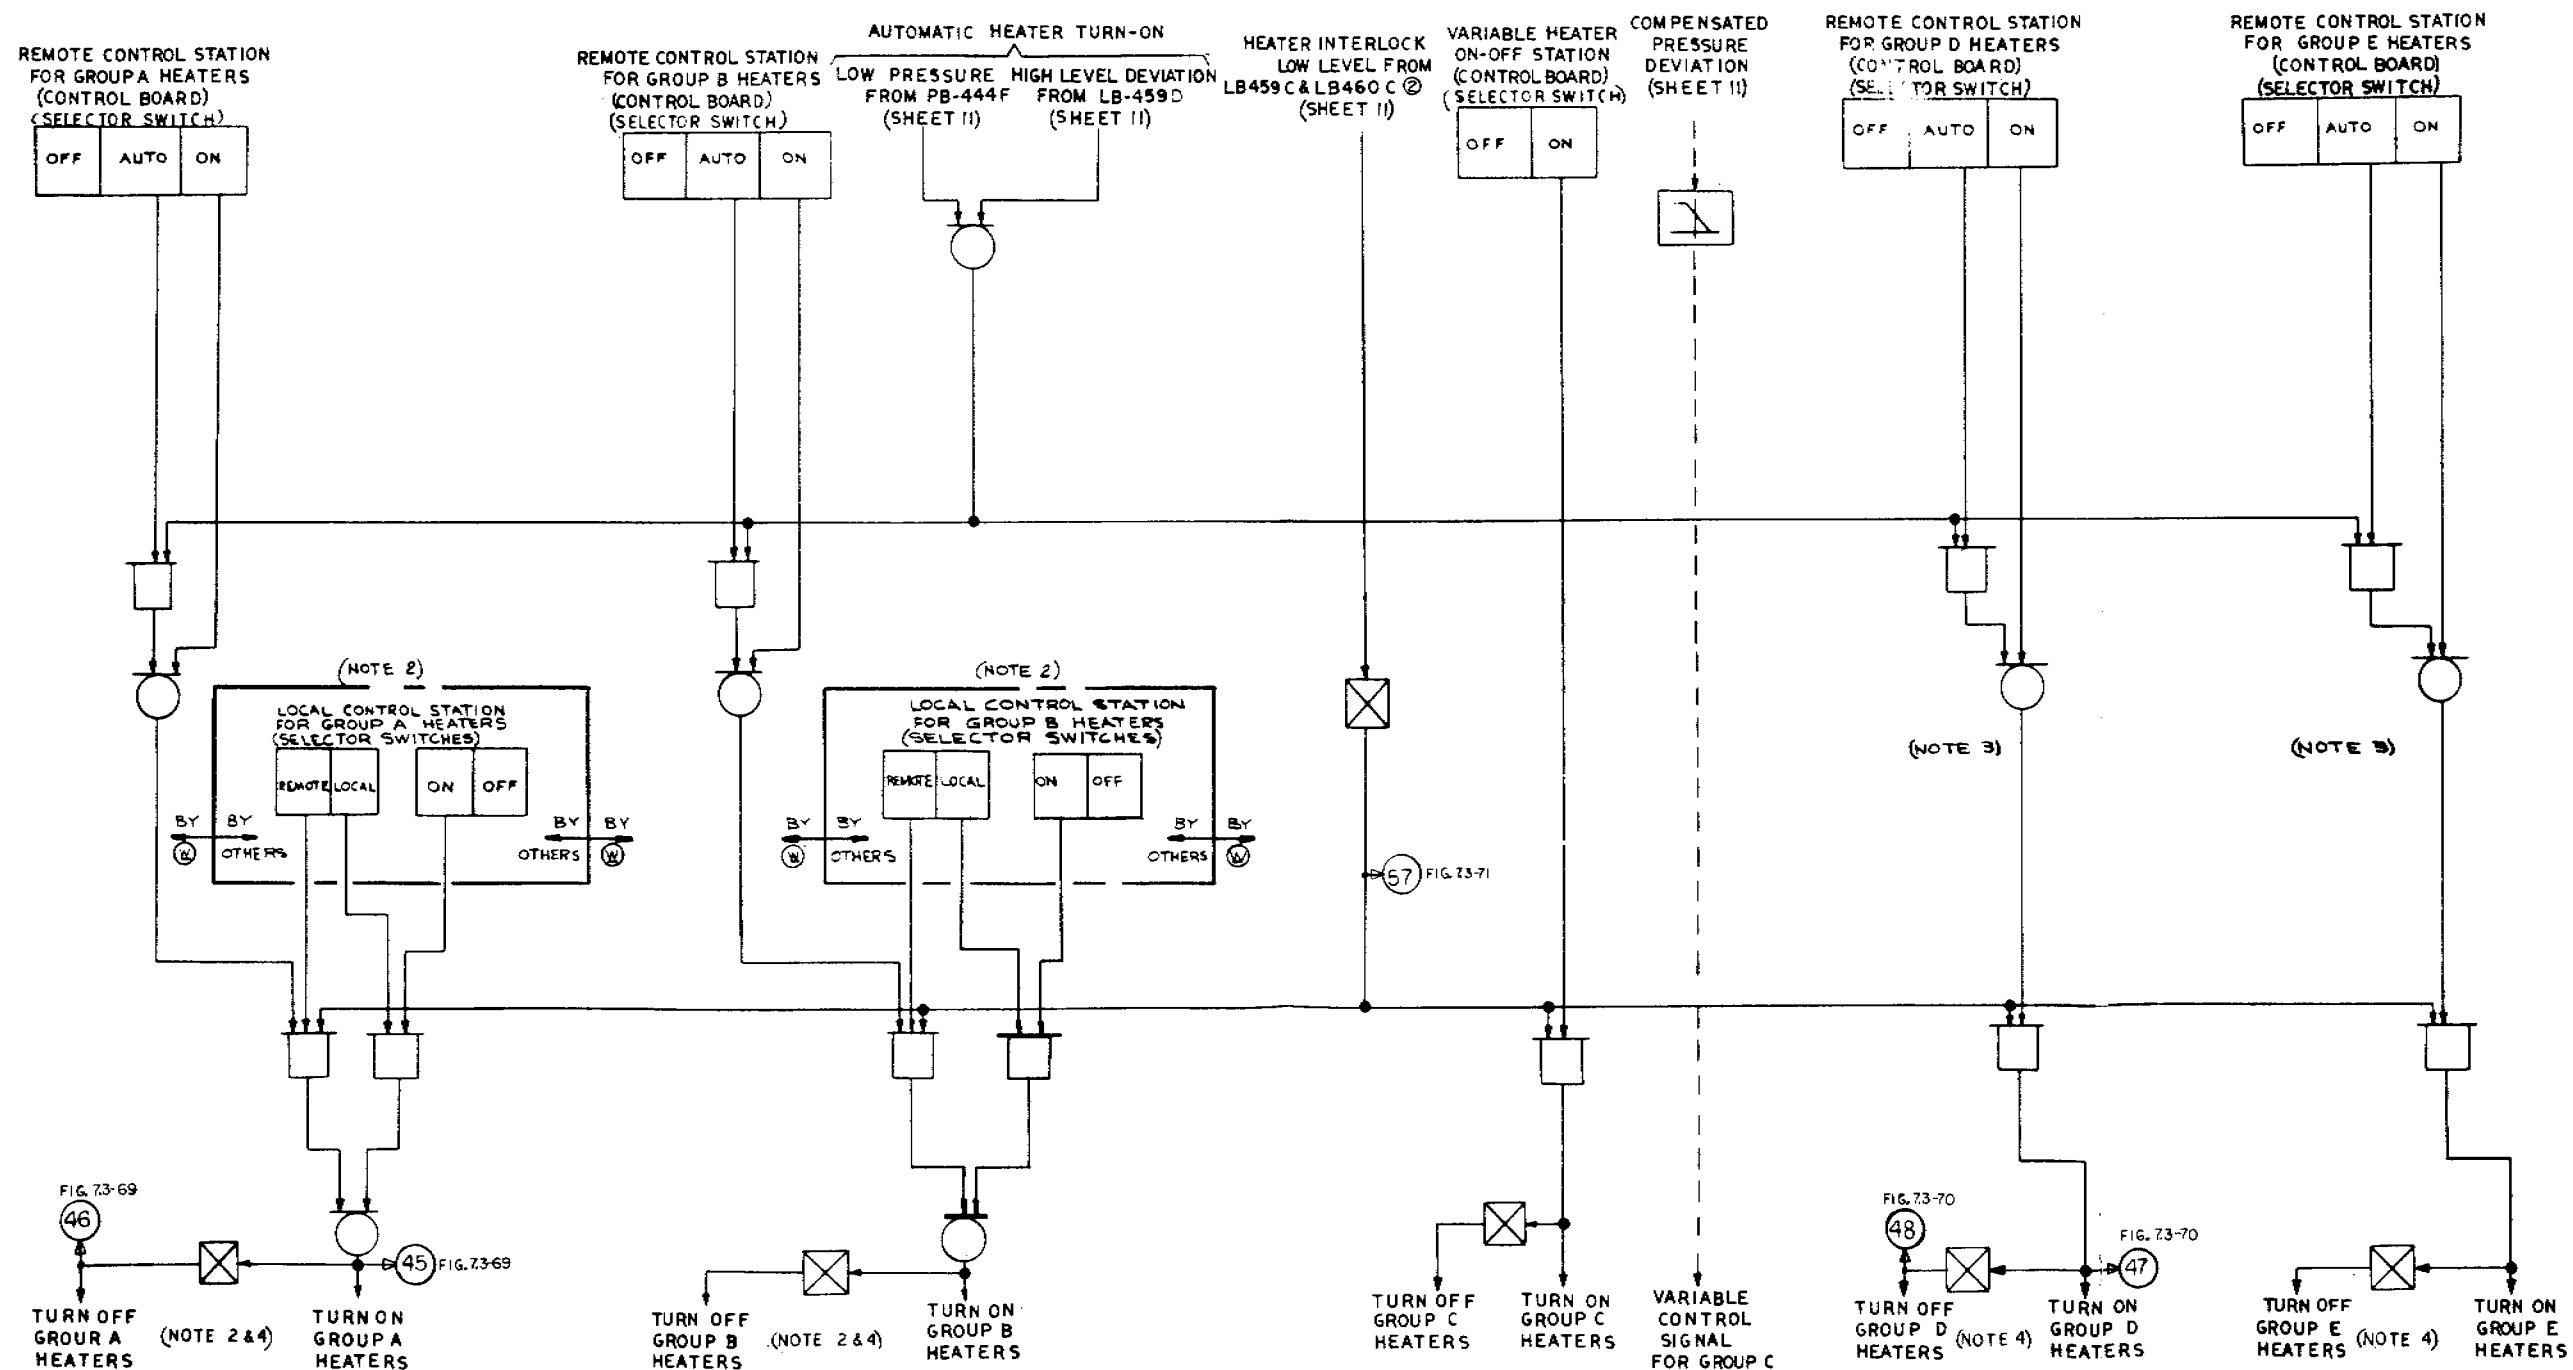 REMOTE CONTROL STATION
FOR GROUP A HEATERS
(CONTROL BOARD)
(SELECTOR SWITCH)
OFF AUTO ON
REMOTE CONTROL STATION
FOR GROUP B HEATERS
(CONTROL BOARD)
(SELECTOR SWITCH)
OFF AUTO ON
AUTOMATIC HEATER TURN-ON
LOW PRESSURE
FROM PB-444F
(SHEET 11)
HIGH LEVEL DEVIATION
FROM LB-459D
(SHEET 11)
HEATER INTERLOCK
LOW LEVEL FROM
LB459C & LB460C ②
(SHEET 11)
VARIABLE HEATER
ON-OFF STATION
(CONTROL BOARD)
(SELECTOR SWITCH)
OFF ON
COMPENSATED
PRESSURE
DEVIATION
(SHEET 11)
REMOTE CONTROL STATION
FOR GROUP D HEATERS
(CONTROL BOARD)
(SELECTOR SWITCH)
OFF AUTO ON
REMOTE CONTROL STATION
FOR GROUP E HEATERS
(CONTROL BOARD)
(SELECTOR SWITCH)
OFF AUTO ON
(NOTE 2)
LOCAL CONTROL STATION
FOR GROUP A HEATERS
(SELECTOR SWITCHES)
REMOTE LOCAL ON OFF
BY BY
W OTHERS
BY BY
OTHERS W
(NOTE 2)
LOCAL CONTROL STATION
FOR GROUP B HEATERS
(SELECTOR SWITCHES)
REMOTE LOCAL ON OFF
BY BY
W OTHERS
BY BY
OTHERS W
57 FIG. 7.3-71
(NOTE 3)
(NOTE 3)
FIG. 7.3-69
46
45 FIG. 7.3-69
TURN OFF
GROUR A
HEATERS
(NOTE 2 & 4)
TURN ON
GROUP A
HEATERS
TURN OFF
GROUP B
HEATERS
(NOTE 2 & 4)
TURN ON
GROUP B
HEATERS
TURN OFF
GROUP C
HEATERS
TURN ON
GROUP C
HEATERS
VARIABLE
CONTROL
SIGNAL
FOR GROUP C
FIG. 7.3-70
48
FIG. 7.3-70
47
TURN OFF
GROUP D
HEATERS
(NOTE 4)
TURN ON
GROUP D
HEATERS
TURN OFF
GROUP E
HEATERS
(NOTE 4)
TURN ON
GROUP E
HEATERS